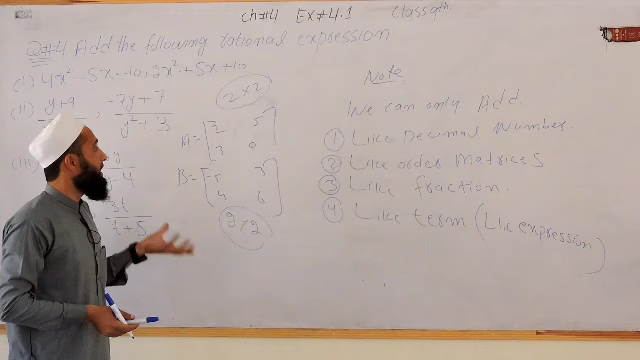 Ch#4 Ex#4.1 Class 9th.
Q#4 Add the following rational expression
(i) 4x² -5x -10, 3x² +5x+10
(ii) y+9 , -7y+7
y²+ 3
2×2
A= [2 5
3 0]
B= [5 3
4 6]
2×2
(iii) y
y-4
3t
t+5
Note
We can only Add.
① Like Decimal Number.
② Like order Matrices
③ Like fraction.
④ Like term (Like expression)